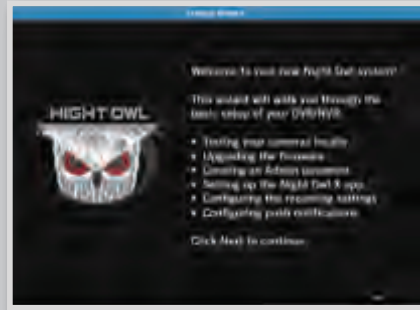 STARTUP WIZARD
NIGHT OWL
Welcome to your new Night Owl system!
This wizard will walk you through the
basic setup of your DVR/NVR
• Testing your cameras locally
• Upgrading the firmware
• Creating an Admin password
• Setting up the Night Owl X app
• Configuring the recording settings
• Configuring push notifications
Click Next to continue.